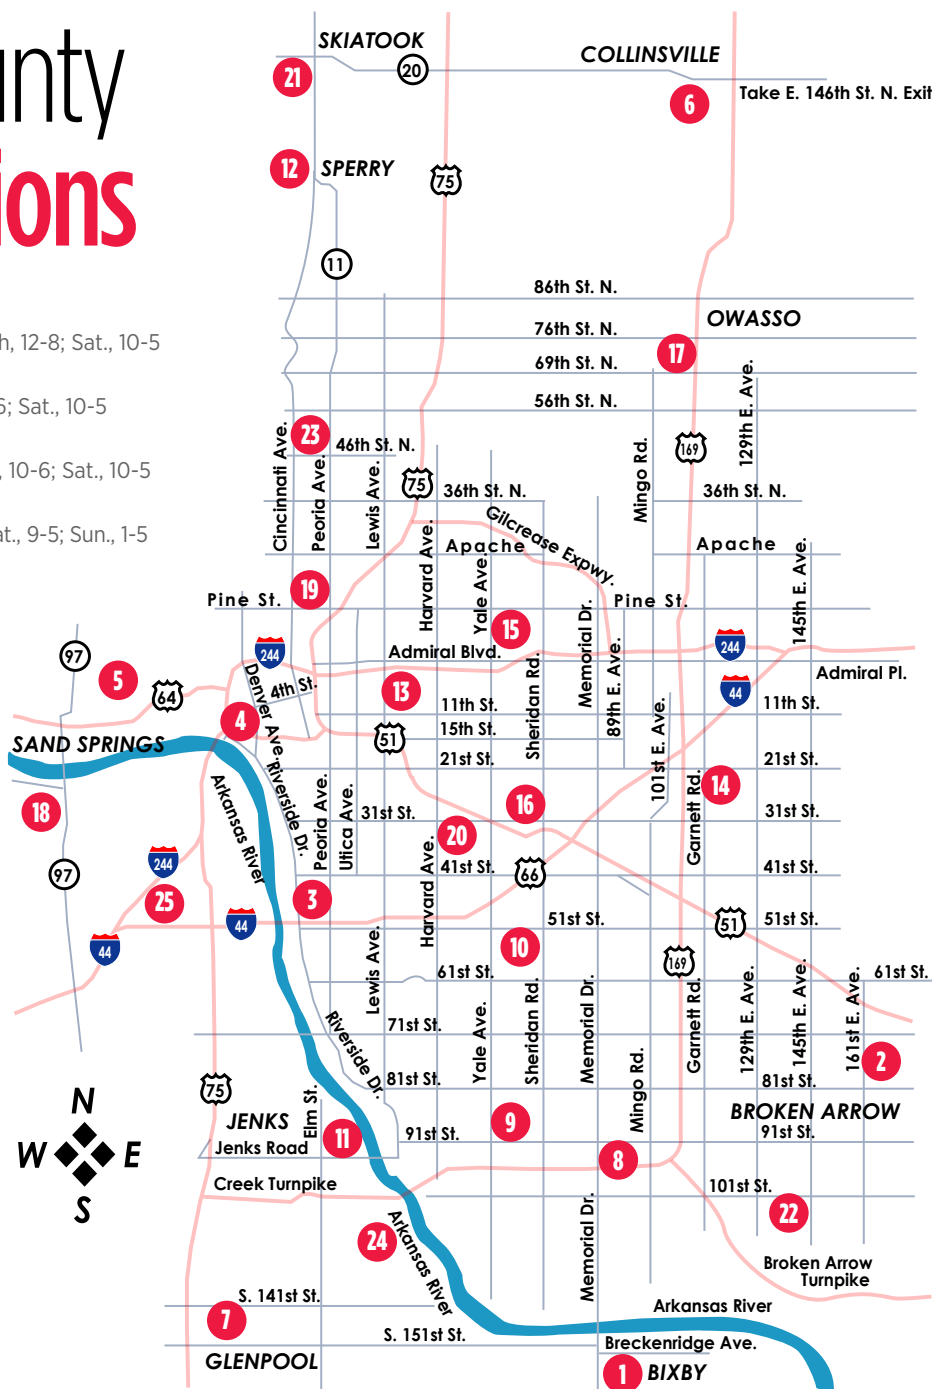 unty
ions
h, 12-8; Sat., 10-5
6; Sat., 10-5
, 10-6; Sat., 10-5
at., 9-5; Sun., 1-5
SKIATOOK
COLLINSVILLE
21
20
6
Take E. 146th St. N. Exit
12
SPERRY
75
11
86th St. N.
OWASSO
76th St. N.
17
69th St. N.
129th E. Ave.
56th St. N.
23
46th St. N.
Cincinnati Ave.
Peoria Ave.
Lewis Ave.
75
169
Mingo Rd.
36th St. N.
36th St. N.
Gilcrease Expwy.
Harvard Ave.
Apache
Apache
Yale Ave.
145th E. Ave.
19
Pine St.
Pine St.
15
Memorial Dr.
89th E. Ave.
97
244
244
Admiral Blvd.
Sheridan Rd.
Admiral Pl.
5
64
Denver Ave.
4th St.
13
44
11th St.
11th St.
101st E. Ave.
4
51
15th St.
SAND SPRINGS
21st St.
21st St.
Arkansas River
Riverside Dr.
Peoria Ave.
Utica Ave.
14
Garnett Rd.
18
16
31st St.
31st St.
20
Harvard Ave.
244
97
41st St.
66
41st St.
25
3
44
44
51st St.
51
51st St.
10
Lewis Ave.
169
61st St.
61st St.
Riverside Dr.
71st St.
Yale Ave.
Sheridan Rd.
Memorial Dr.
Mingo Rd.
Garnett Rd.
129th E. Ave.
145th E. Ave.
161st E. Ave.
2
75
81st St.
81st St.
N
W
E
S
JENKS
Elm St.
11
9
BROKEN ARROW
91st St.
91st St.
Jenks Road
8
Creek Turnpike
101st St.
22
24
Arkansas River
Memorial Dr.
Broken Arrow
Turnpike
S. 141st St.
7
Arkansas River
S. 151st St.
Breckenridge Ave.
GLENPOOL
1
BIXBY